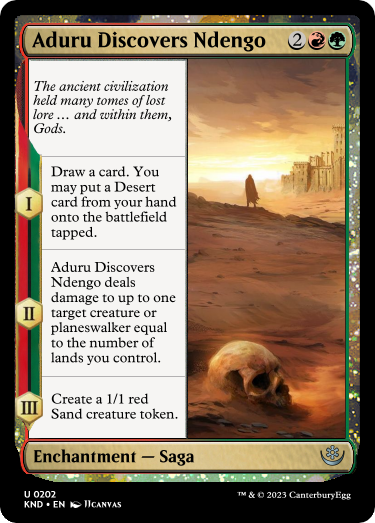 Aduru Discovers Ndengo 2
The ancient civilization
held many tomes of lost
lore … and within them,
Gods.
I
Draw a card. You
may put a Desert
card from your hand
onto the battlefield
tapped.
II
Aduru Discovers
Ndengo deals
damage to up to one
target creature or
planeswalker equal
to the number of
lands you control.
III
Create a 1/1 red
Sand creature token.
Enchantment — Saga
U 0202
KND • EN 11CANVAS
™ & © 2023 CanterburyEgg